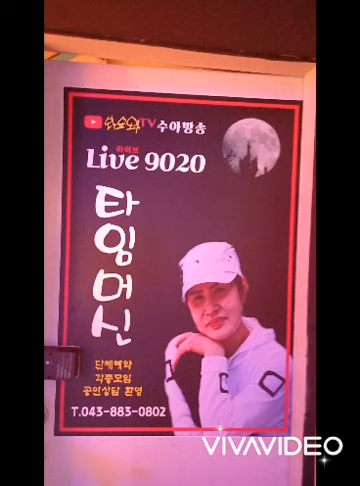 TV 수아방송
라이브
Live 9020
타임머신
단체예약
각종모임
공연상담 환영
T.043-883-0802
VIVAVIDEO